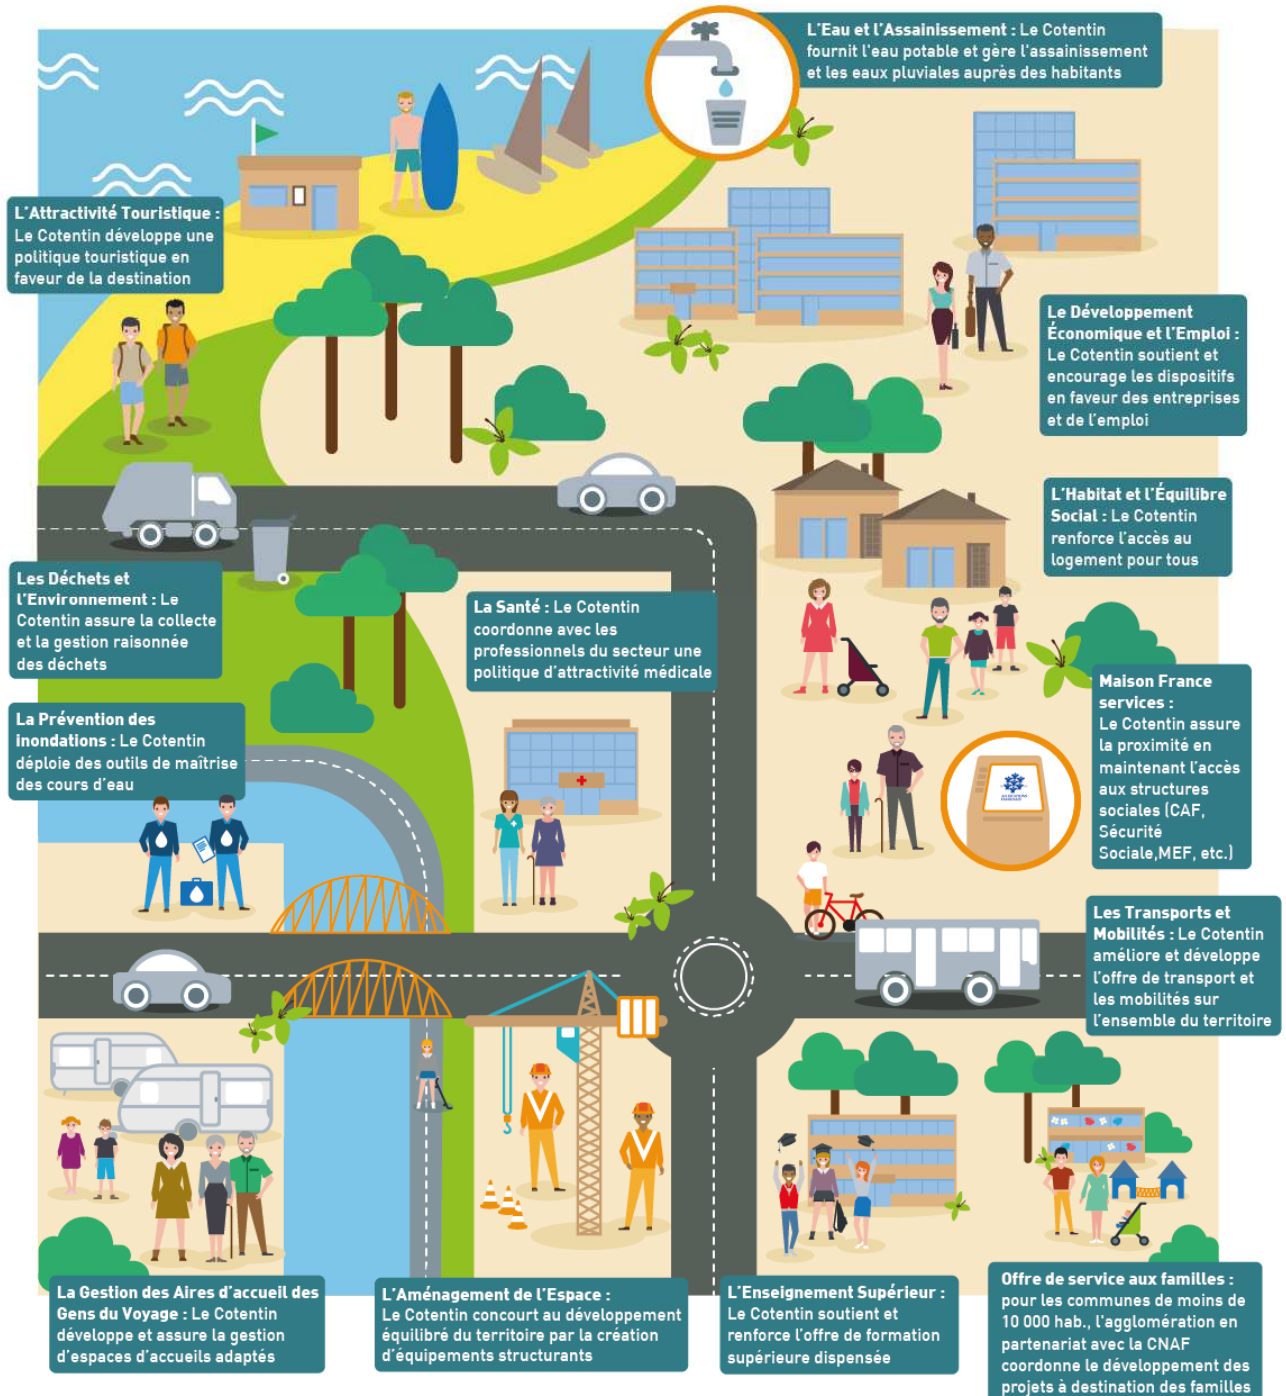 L'Eau et l'Assainissement : Le Cotentin
fournit l'eau potable et gère l'assainissement
et les eaux pluviales auprès des habitants
L'Attractivité Touristique :
Le Cotentin développe une
politique touristique en
faveur de la destination
Le Développement
Économique et l'Emploi :
Le Cotentin soutient et
encourage les dispositifs
en faveur des entreprises
et de l'emploi
L'Habitat et l'Équilibre
Social : Le Cotentin
renforce l'accès au
logement pour tous
Les Déchets et
l'Environnement : Le
Cotentin assure la collecte
et la gestion raisonnée
des déchets
La Santé : Le Cotentin
coordonne avec les
professionnels du secteur une
politique d'attractivité médicale
Maison France
services :
Le Cotentin assure
la proximité en
maintenant l'accès
aux structures
sociales (CAF,
Sécurité
Sociale,MEF, etc.)
La Prévention des
inondations : Le Cotentin
déploie des outils de maîtrise
des cours d'eau
Les Transports et
Mobilités : Le Cotentin
améliore et développe
l'offre de transport et
les mobilités sur
l'ensemble du territoire
La Gestion des Aires d'accueil des
Gens du Voyage : Le Cotentin
développe et assure la gestion
d'espaces d'accueils adaptés
L'Aménagement de l'Espace :
Le Cotentin concourt au développement
équilibré du territoire par la création
d'équipements structurants
L'Enseignement Supérieur :
Le Cotentin soutient et
renforce l'offre de formation
supérieure dispensée
Offre de service aux familles :
pour les communes de moins de
10 000 hab., l'agglomération en
partenariat avec la CNAF
coordonne le développement des
projets à destination des familles